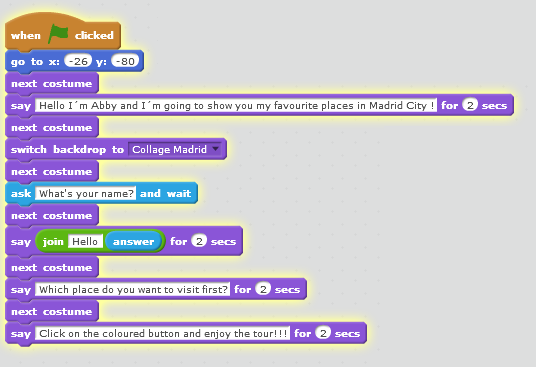 when clicked
go to x: -26 y: -80
next costume
say Hello I´m Abby and I´m going to show you my favourite places in Madrid City ! for 2 secs
next costume
switch backdrop to Collage Madrid
next costume
ask What's your name? and wait
next costume
say join Hello answer for 2 secs
next costume
say Which place do you want to visit first? for 2 secs
next costume
say Click on the coloured button and enjoy the tour!!! for 2 secs